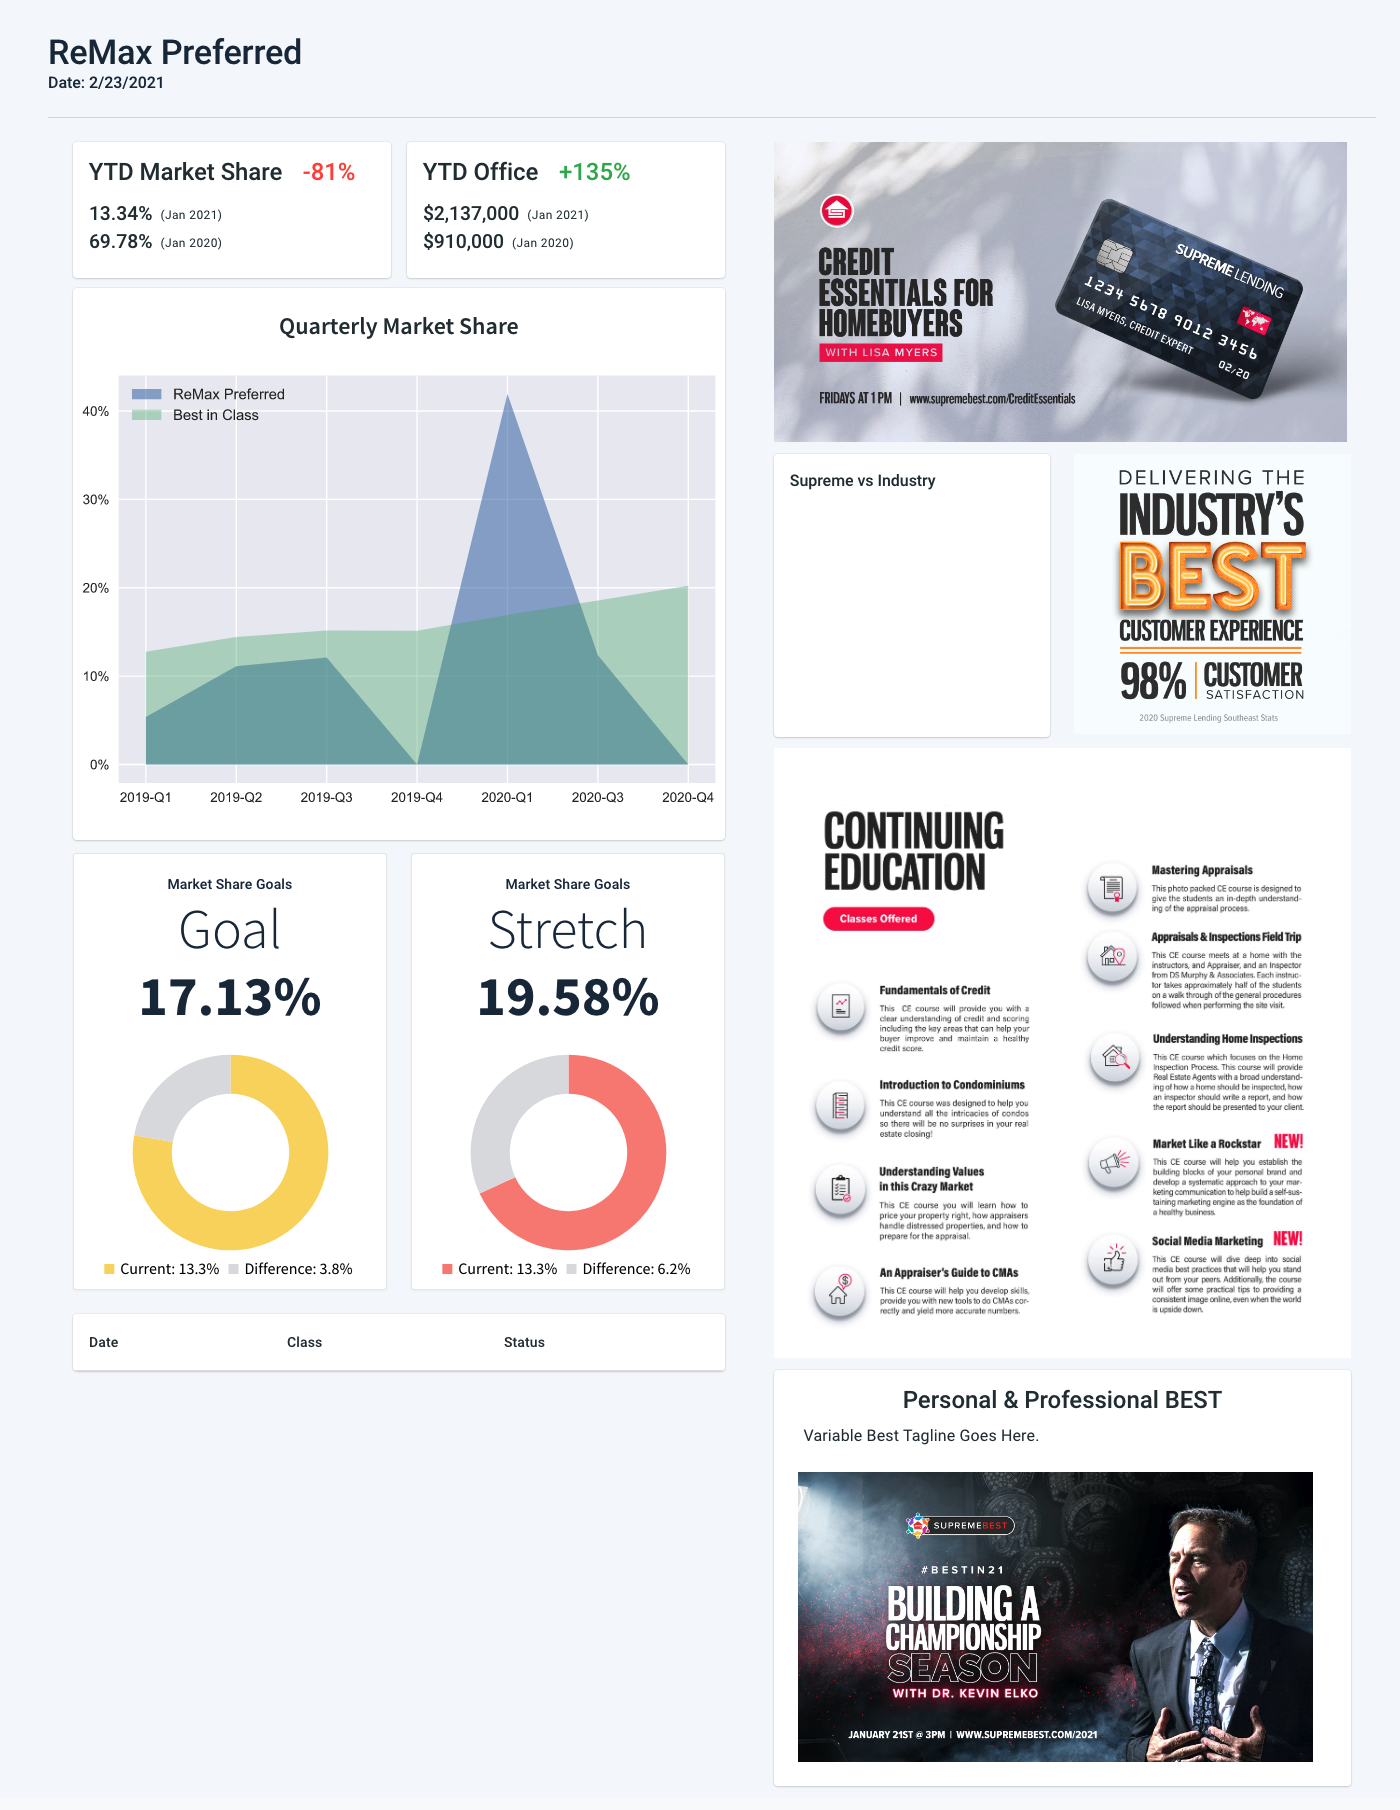 ReMax Preferred
Date: 2/23/2021
YTD Market Share -81%
13.34% (Jan 2021)
69.78% (Jan 2020)
YTD Office +135%
$2,137,000 (Jan 2021)
$910,000 (Jan 2020)
Quarterly Market Share
ReMax Preferred
Best in Class
40%
30%
20%
10%
0%
2019-Q1 2019-Q2 2019-Q3 2019-Q4 2020-Q1 2020-Q3 2020-Q4
Market Share Goals
Goal
17.13%
Current: 13.3% Difference: 3.8%
Market Share Goals
Stretch
19.58%
Current: 13.3% Difference: 6.2%
Date Class Status
CREDIT
ESSENTIALS FOR
HOMEBUYERS
WITH LISA MYERS
FRIDAYS AT 1 PM | www.supremebest.com/CreditEssentials
SUPREME LENDING
1234 5678 9012 3456
LISA MYERS, CREDIT EXPERT
02/20
Supreme vs Industry
DELIVERING THE
INDUSTRY'S
BEST
CUSTOMER EXPERIENCE
98% | CUSTOMER
SATISFACTION
2020 Supreme Lending Southeast Stats
CONTINUING
EDUCATION
Classes Offered
Fundamentals of Credit
This CE course will provide you with a
clear understanding of credit and scoring
including the key areas that can help your
buyer improve and maintain a healthy
credit score.
Introduction to Condominiums
This CE course was designed to help you
understand all the intricacies of condos
so there will be no surprises in your real
estate closing!
Understanding Values
in this Crazy Market
This CE course you will learn how to
price your property right, how appraisers
handle distressed properties, and how to
prepare for the appraisal.
An Appraiser's Guide to CMAs
This CE course will help you develop skills,
provide you with new tools to do CMAs cor-
rectly and yield more accurate numbers.
Mastering Appraisals
This photo packed CE course is designed to
give the students an in-depth understand-
ing of the appraisal process.
Appraisals & Inspections Field Trip
This CE course meets at a home with the
instructors, and Appraiser, and an Inspector
from DS Murphy & Associates. Each instruc-
tor takes approximately half of the students
on a walk through of the general procedures
followed when performing the site visit.
Understanding Home Inspections
This CE course which focuses on the Home
Inspection Process. This course will provide
Real Estate Agents with a broad understand-
ing of how a home should be inspected, how
an inspector should write a report, and how
the report should be presented to your client.
Market Like a Rockstar NEW!
This CE course will help you establish the
building blocks of your personal brand and
develop a systematic approach to your mar-
keting communication to help build a self-sus-
taining marketing engine as the foundation of
a healthy business.
Social Media Marketing NEW!
This CE course will dive deep into social
media best practices that will help you stand
out from your peers. Additionally, the course
will offer some practical tips to providing a
consistent image online, even when the world
is upside down.
Personal & Professional BEST
Variable Best Tagline Goes Here.
SUPREMEBEST
#BESTIN21
BUILDING A
CHAMPIONSHIP
SEASON
WITH DR. KEVIN ELKO
JANUARY 21ST @ 3PM | WWW.SUPREMEBEST.COM/2021